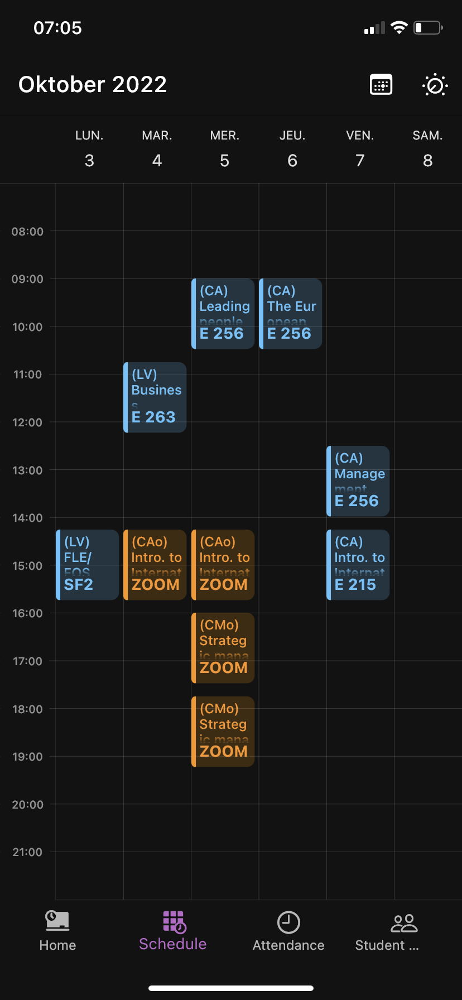 07:05
Oktober 2022
LUN. MAR. MER. JEU. VEN. SAM.
3 4 5 6 7 8
08:00
09:00
10:00
11:00
12:00
13:00
14:00
15:00
16:00
17:00
18:00
19:00
20:00
21:00
(LV)
FLE/
FOS
SF2
(LV)
Busines
s
E 263
(CAo)
Intro. to
Internat
ZOOM
(CA)
Leading
people
E 256
(CAo)
Intro. to
Internat
ZOOM
(CMo)
Strateg
ic mana
ZOOM
(CMo)
Strateg
ic mana
ZOOM
(CA)
The Eur
opean
E 256
(CA)
Manage
ment
E 256
(CA)
Intro. to
Internat
E 215
Home Schedule Attendance Student ...